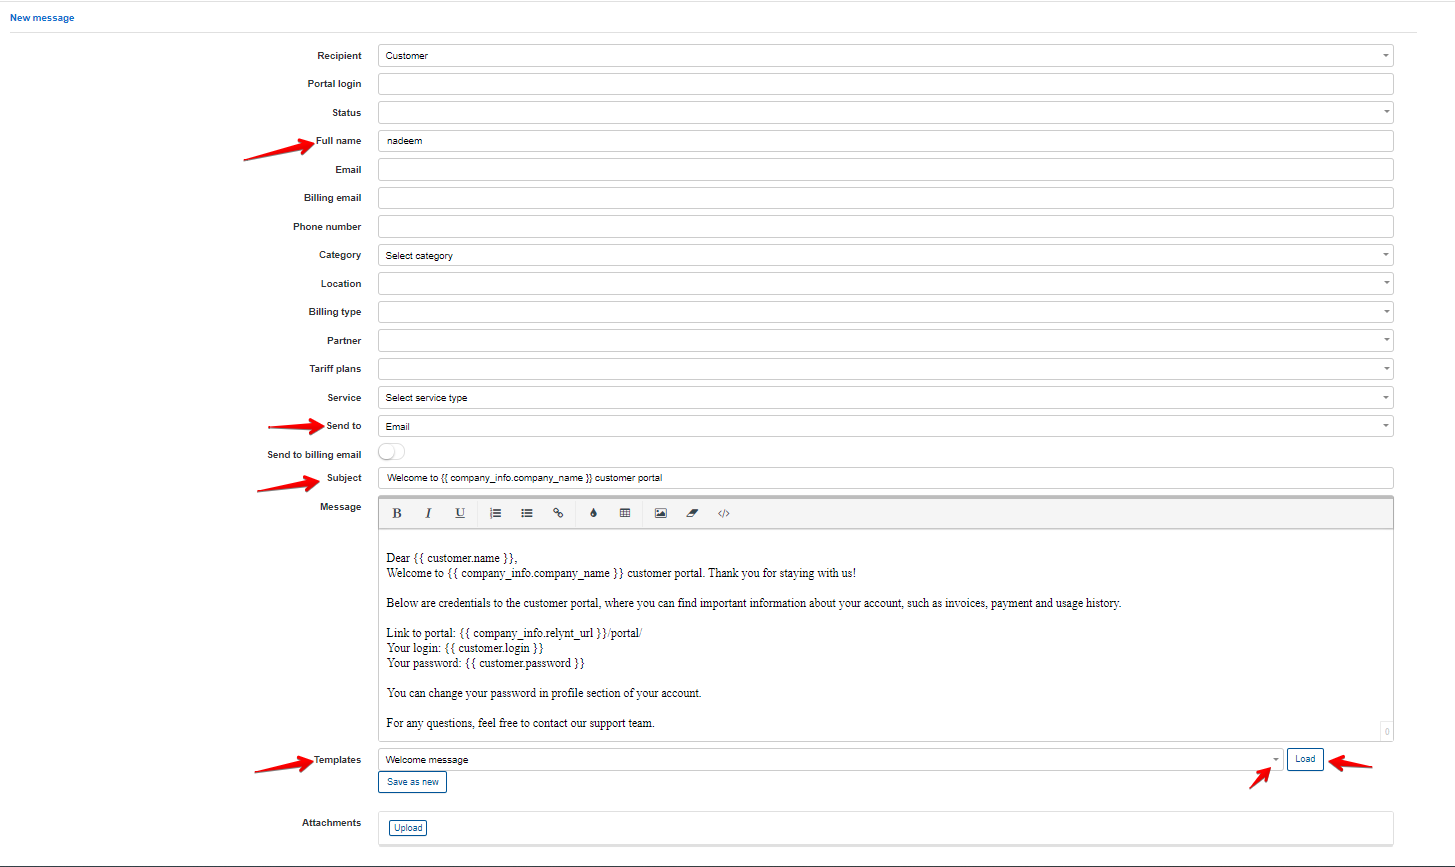 New message
Recipient Customer
Portal login
Status
Full name nadeem
Email
Billing email
Phone number
Category Select category
Location
Billing type
Partner
Tariff plans
Service Select service type
Send to Email
Send to billing email
Subject Welcome to {{ company_info.company_name }} customer portal
Message B I U </>
Dear {{ customer.name }},
Welcome to {{ company_info.company_name }} customer portal. Thank you for staying with us!
Below are credentials to the customer portal, where you can find important information about your account, such as invoices, payment and usage history.
Link to portal: {{ company_info.relynt_url }}/portal/
Your login: {{ customer.login }}
Your password: {{ customer.password }}
You can change your password in profile section of your account.
For any questions, feel free to contact our support team.
0
Templates Welcome message Load
Save as new
Attachments Upload